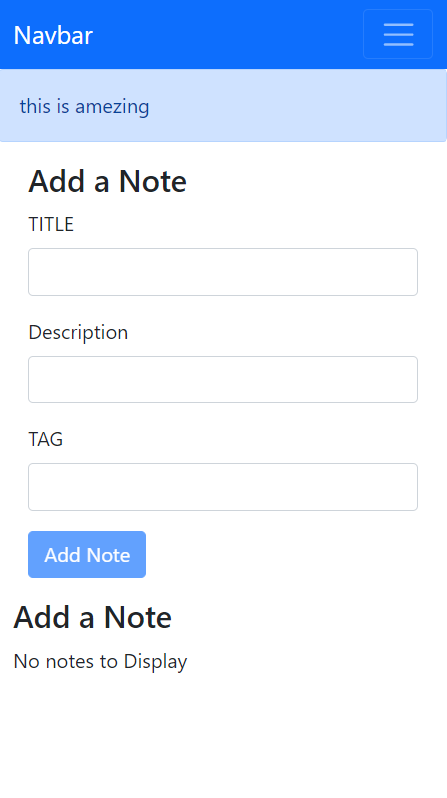 Navbar
this is amezing
Add a Note
TITLE
Description
TAG
Add Note
Add a Note
No notes to Display